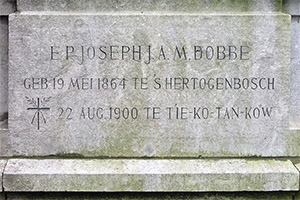 E.P. JOSEPH J.A.M. BOBBE
GEB. 19 MEI 1864 TE 'S HERTOGENBOSCH
22 AUG. 1900 TE TIE-KO-TAN-KOW